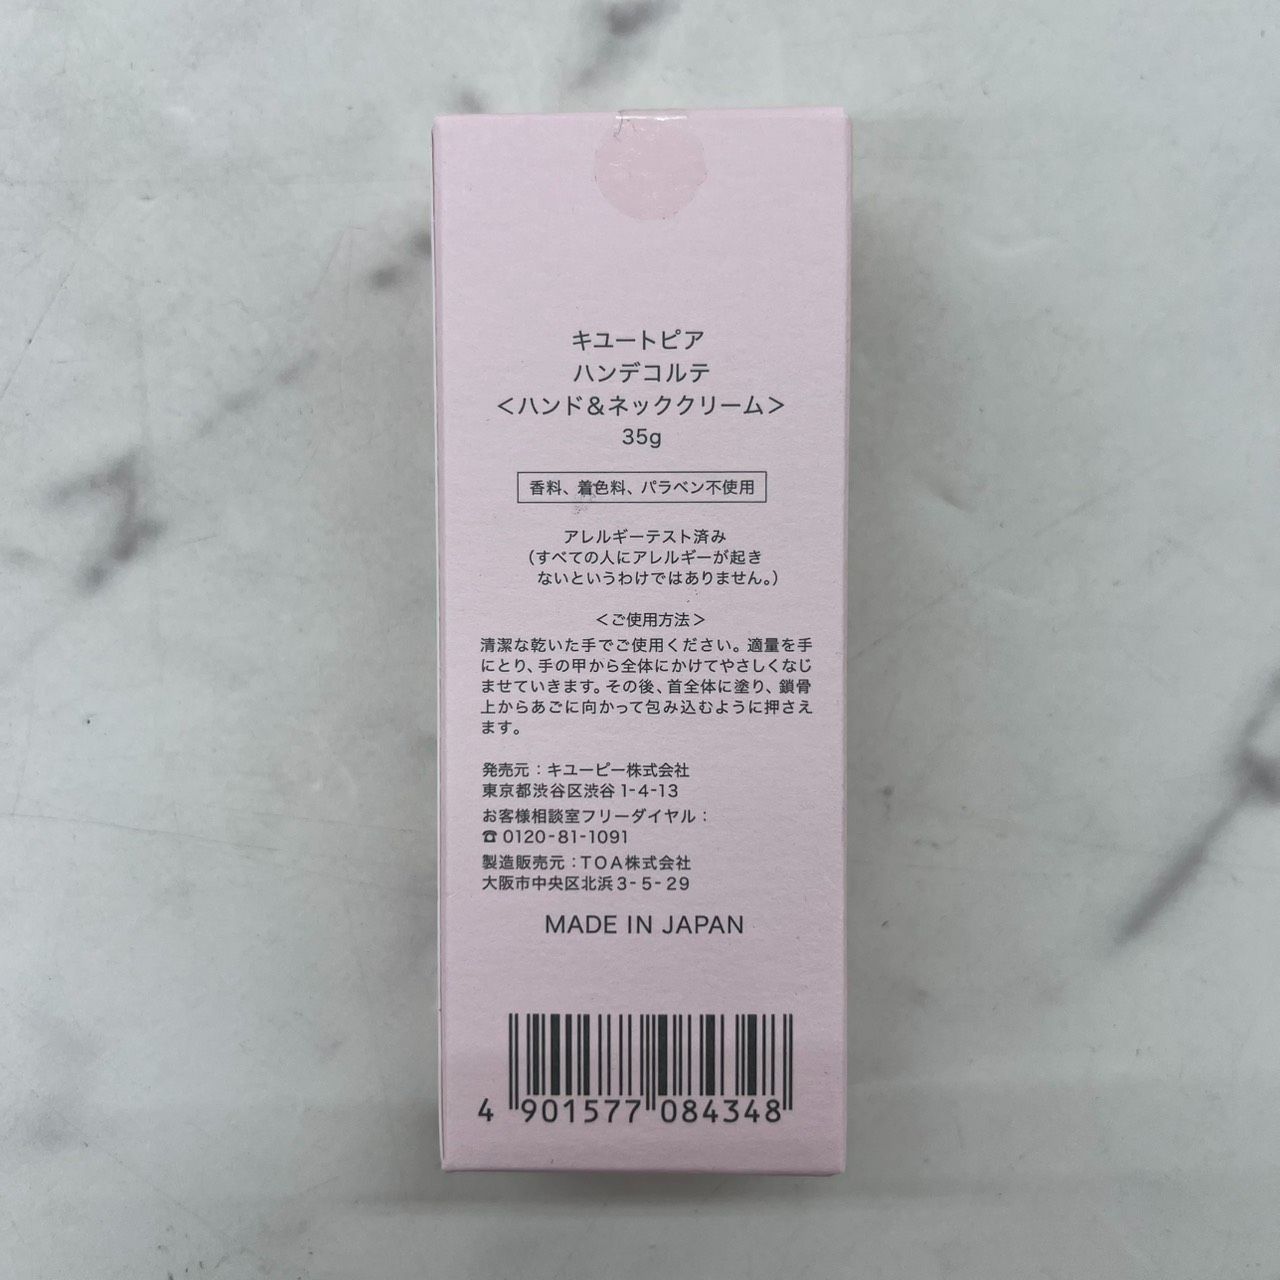 キユートピア
ハンデコルテ
＜ハンド＆ネッククリーム＞
35g
香料、着色料、パラベン不使用
アレルギーテスト済み
（すべての人にアレルギーが起き
ないというわけではありません。）
＜ご使用方法＞
清潔な乾いた手でご使用ください。適量を手
にとり、手の甲から全体にかけてやさしくなじ
ませていきます。その後、首全体に塗り、鎖骨
上からあごに向かって包み込むように押さえ
ます。
発売元：キユーピー株式会社
東京都渋谷区渋谷1-4-13
お客様相談室フリーダイヤル：
☎0120-81-1091
製造販売元：TOA株式会社
大阪市中央区北浜3-5-29
MADE IN JAPAN
4 901577 084348